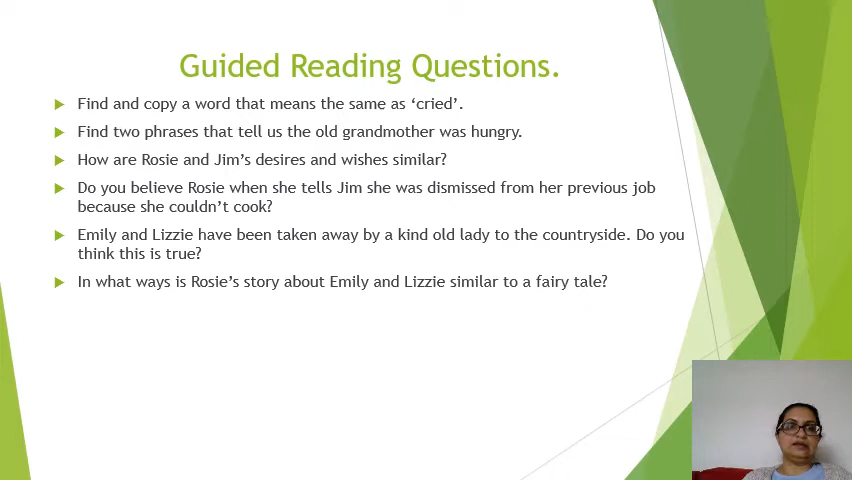 Guided Reading Questions.
Find and copy a word that means the same as ‘cried’.
Find two phrases that tell us the old grandmother was hungry.
How are Rosie and Jim’s desires and wishes similar?
Do you believe Rosie when she tells Jim she was dismissed from her previous job
because she couldn’t cook?
Emily and Lizzie have been taken away by a kind old lady to the countryside. Do you
think this is true?
In what ways is Rosie’s story about Emily and Lizzie similar to a fairy tale?